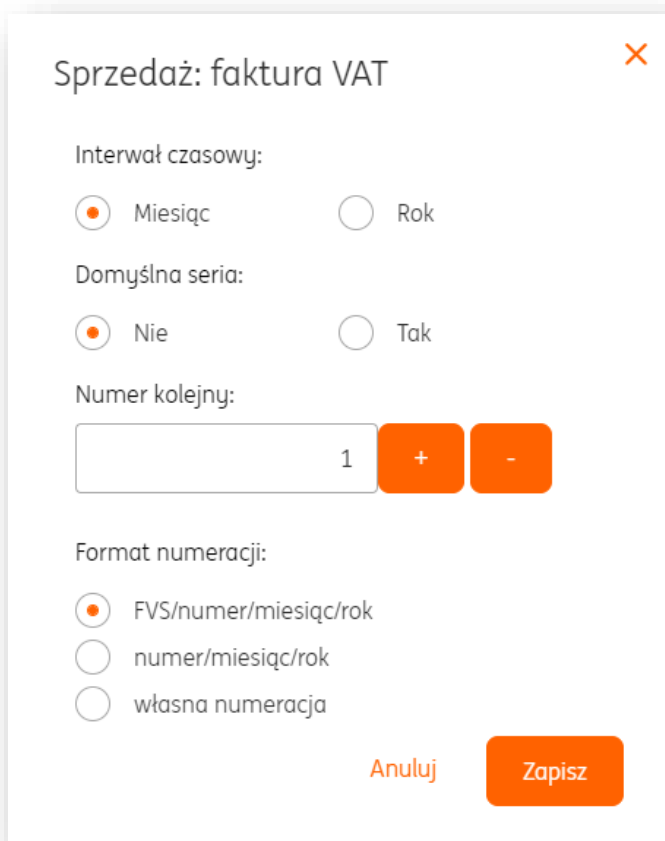 Sprzedaż: faktura VAT
Interwał czasowy:
Miesiąc Rok
Domyślna seria:
Nie Tak
Numer kolejny:
1 + -
Format numeracji:
FVS/numer/miesiąc/rok
numer/miesiąc/rok
własna numeracja
Anuluj Zapisz